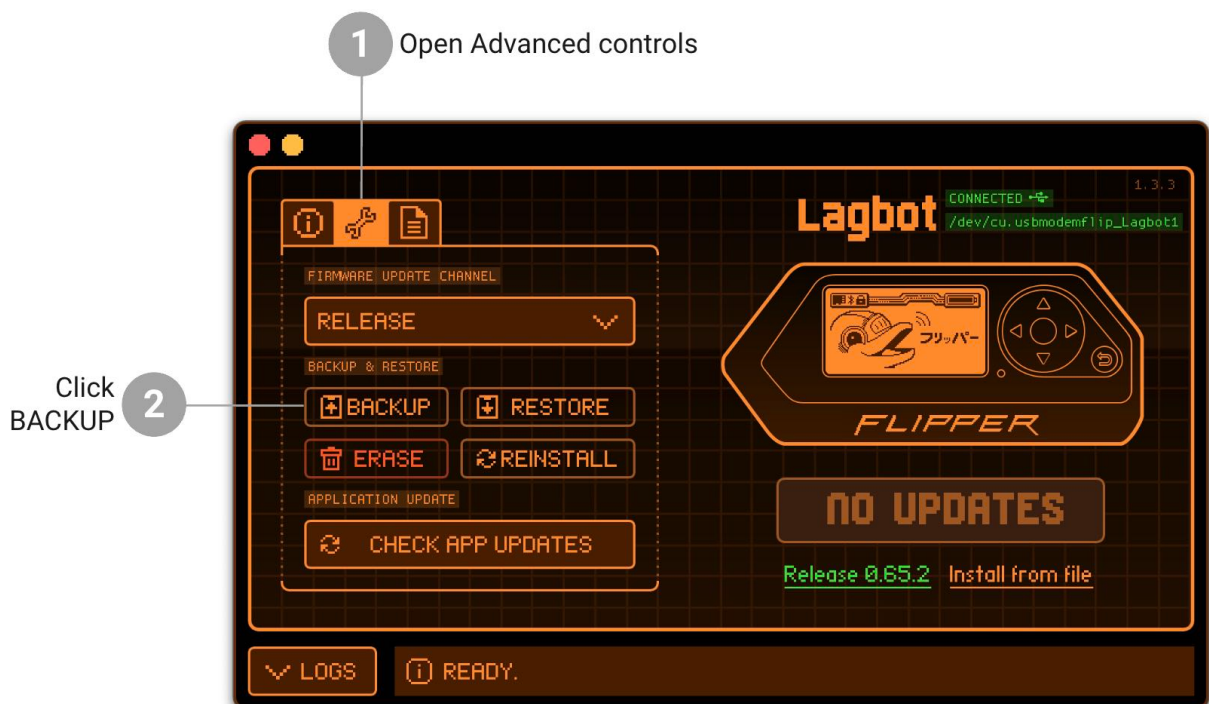 1 Open Advanced controls
1.3.3
Lagbot
CONNECTED
/dev/cu.usbmodemflip_Lagbot1
FIRMWARE UPDATE CHANNEL
RELEASE
BACKUP & RESTORE
Click
BACKUP
2
BACKUP
RESTORE
ERASE
REINSTALL
APPLICATION UPDATE
CHECK APP UPDATES
フリッパー
FLIPPER
NO UPDATES
Release 0.65.2 Install from file
LOGS
READY.